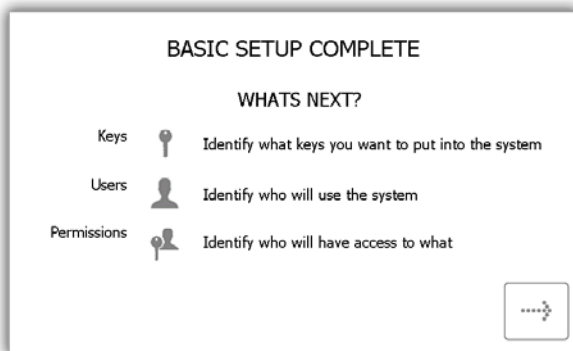 BASIC SETUP COMPLETE
WHATS NEXT?
Keys Identify what keys you want to put into the system
Users Identify who will use the system
Permissions Identify who will have access to what